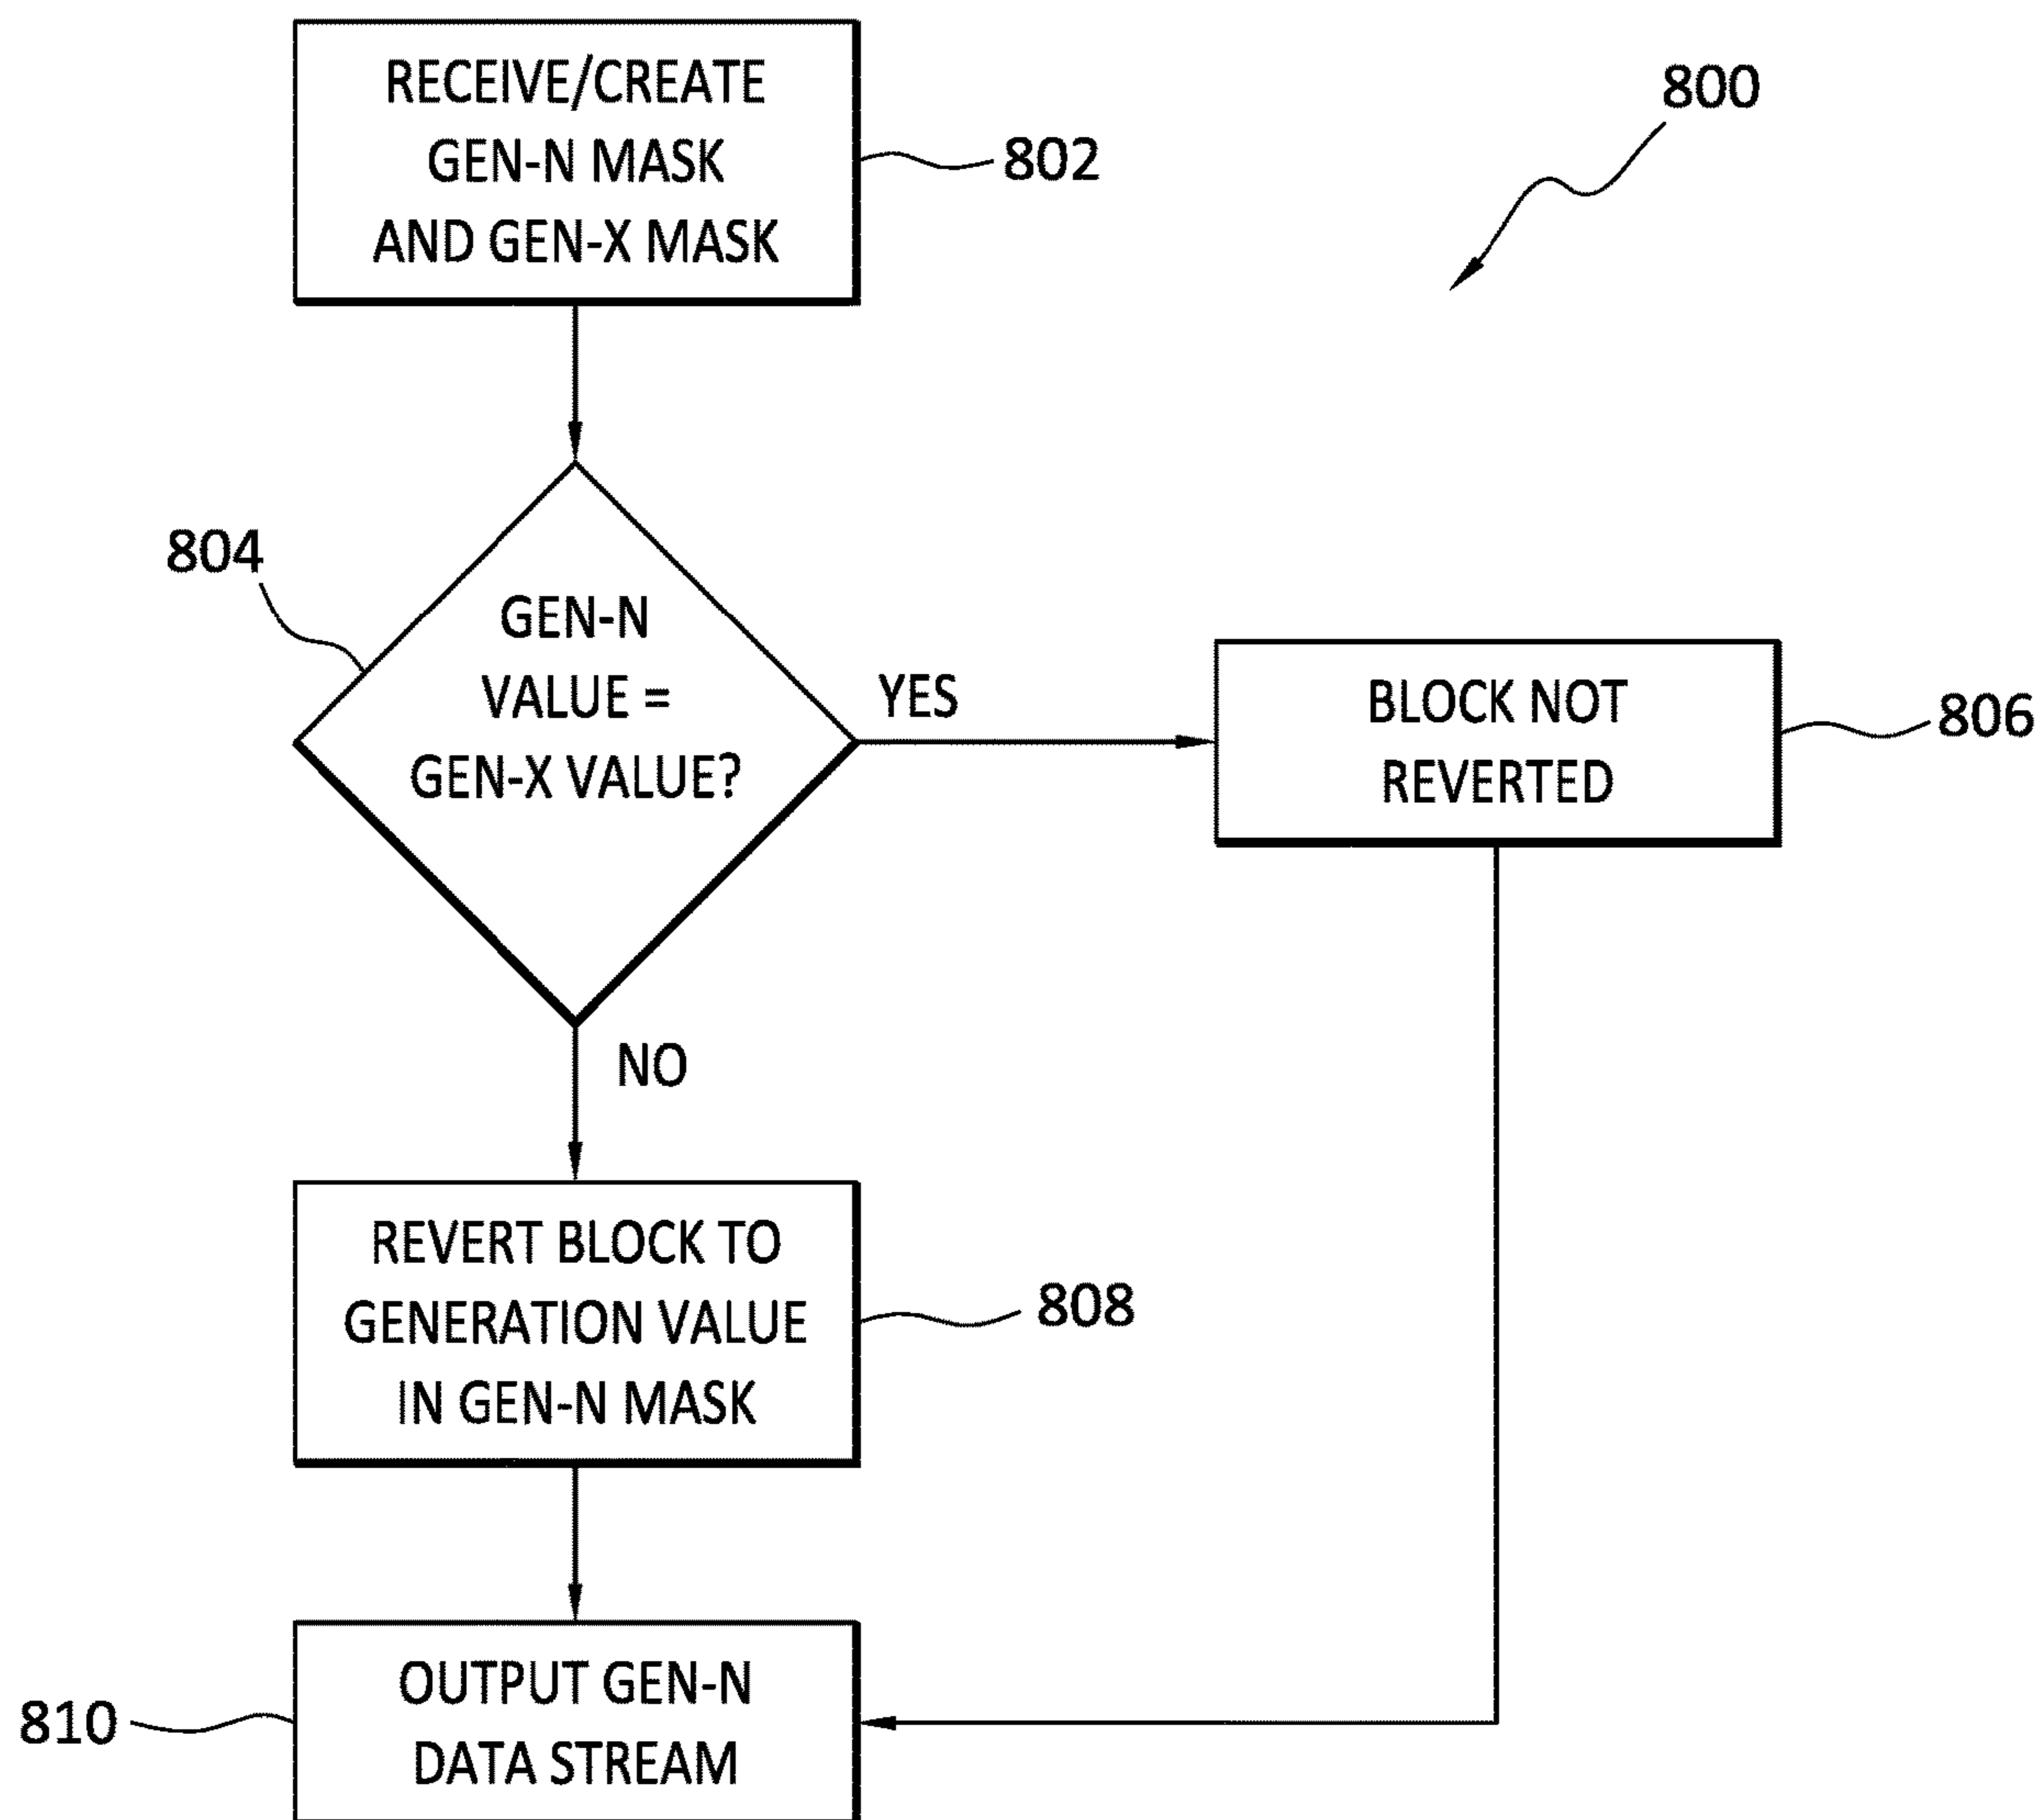 RECEIVE/CREATE
GEN-N MASK
AND GEN-X MASK
802
800
804
GEN-N
VALUE =
GEN-X VALUE?
YES
BLOCK NOT
REVERTED
806
NO
REVERT BLOCK TO
GENERATION VALUE
IN GEN-N MASK
808
OUTPUT GEN-N
DATA STREAM
810